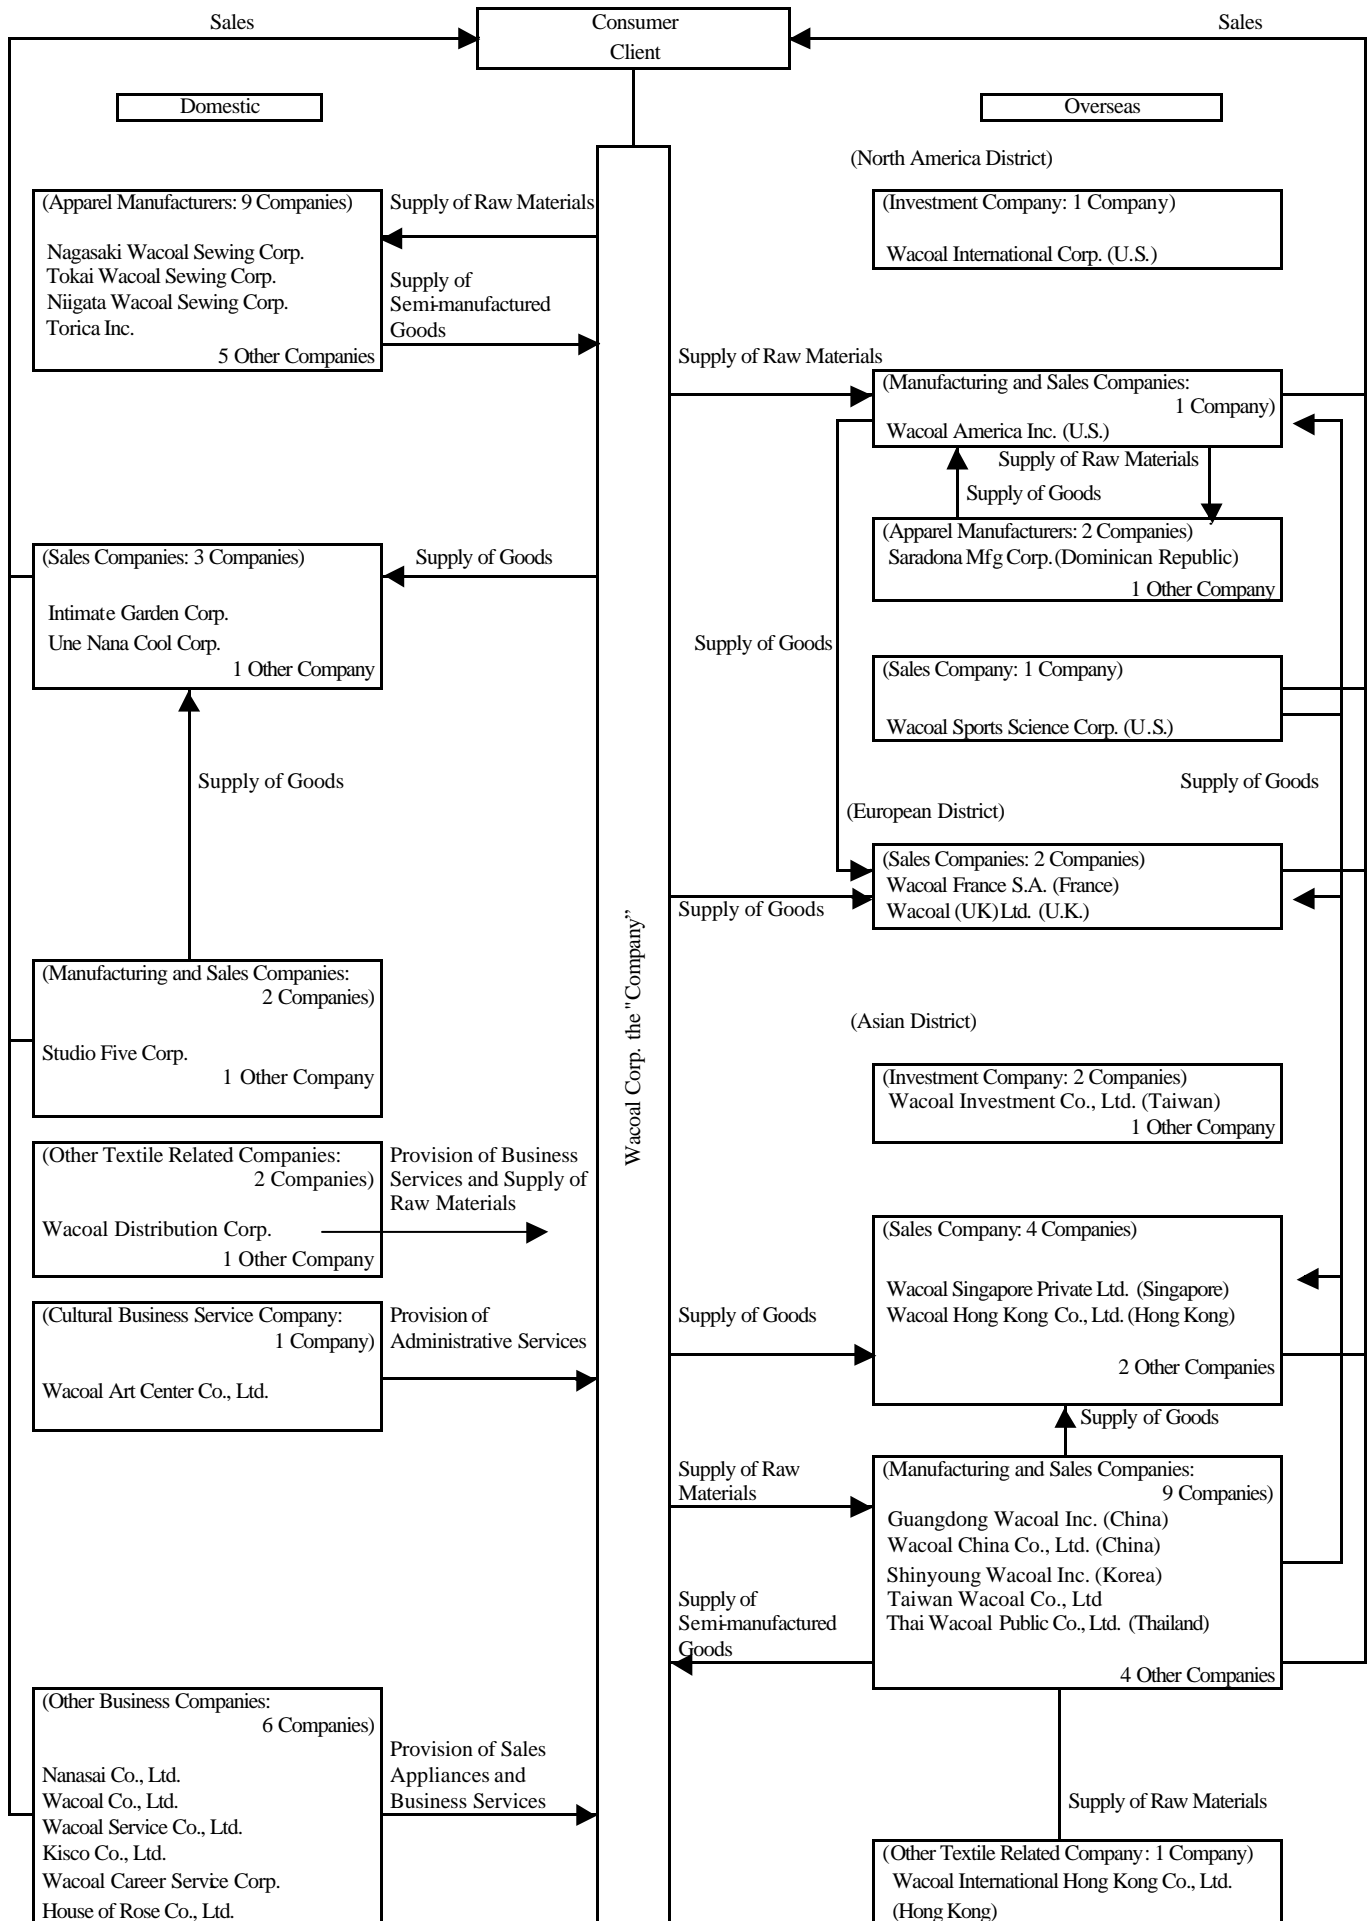 Sales
Consumer
Client
Sales
Domestic
Overseas
(North America District)
(Apparel Manufacturers: 9 Companies)
Nagasaki Wacoal Sewing Corp.
Tokai Wacoal Sewing Corp.
Niigata Wacoal Sewing Corp.
Torica Inc.
5 Other Companies
Supply of Raw Materials
Supply of
Semi-manufactured
Goods
(Investment Company: 1 Company)
Wacoal International Corp. (U.S.)
Supply of Raw Materials
(Manufacturing and Sales Companies:
1 Company)
Wacoal America Inc. (U.S.)
Supply of Raw Materials
Supply of Goods
(Apparel Manufacturers: 2 Companies)
Saradona Mfg Corp. (Dominican Republic)
1 Other Company
(Sales Companies: 3 Companies)
Intimate Garden Corp.
Une Nana Cool Corp.
1 Other Company
Supply of Goods
Supply of Goods
(Sales Company: 1 Company)
Wacoal Sports Science Corp. (U.S.)
Supply of Goods
Supply of Goods
(European District)
(Sales Companies: 2 Companies)
Wacoal France S.A. (France)
Wacoal (UK) Ltd. (U.K.)
Supply of Goods
Wacoal Corp. the "Company”
(Manufacturing and Sales Companies:
2 Companies)
Studio Five Corp.
1 Other Company
(Asian District)
(Investment Company: 2 Companies)
Wacoal Investment Co., Ltd. (Taiwan)
1 Other Company
(Other Textile Related Companies:
2 Companies)
Wacoal Distribution Corp.
1 Other Company
Provision of Business
Services and Supply of
Raw Materials
(Sales Company: 4 Companies)
Wacoal Singapore Private Ltd. (Singapore)
Wacoal Hong Kong Co., Ltd. (Hong Kong)
2 Other Companies
Supply of Goods
(Cultural Business Service Company:
1 Company)
Wacoal Art Center Co., Ltd.
Provision of
Administrative Services
Supply of Goods
Supply of Raw
Materials
(Manufacturing and Sales Companies:
9 Companies)
Guangdong Wacoal Inc. (China)
Wacoal China Co., Ltd. (China)
Shinyoung Wacoal Inc. (Korea)
Taiwan Wacoal Co., Ltd
Thai Wacoal Public Co., Ltd. (Thailand)
4 Other Companies
Supply of
Semi-manufactured
Goods
(Other Business Companies:
6 Companies)
Nanasai Co., Ltd.
Wacoal Co., Ltd.
Wacoal Service Co., Ltd.
Kisco Co., Ltd.
Wacoal Career Service Corp.
House of Rose Co., Ltd.
Provision of Sales
Appliances and
Business Services
Supply of Raw Materials
(Other Textile Related Company: 1 Company)
Wacoal International Hong Kong Co., Ltd.
(Hong Kong)